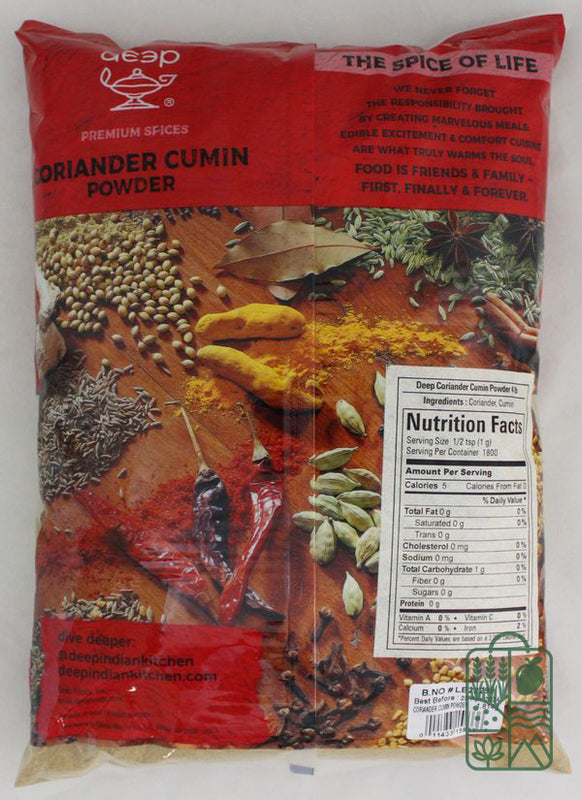 deep
®
PREMIUM SPICES
CORIANDER CUMIN
POWDER
THE SPICE OF LIFE
WE NEVER FORGET
THE RESPONSIBILITY BROUGHT
BY CREATING MARVELOUS MEALS.
EDIBLE EXCITEMENT & COMFORT CUISINE
ARE WHAT TRULY WARMS THE SOUL.
FOOD IS FRIENDS & FAMILY -
FIRST, FINALLY & FOREVER.
Deep Coriander Cumin Powder 4 lb
Ingredients : Coriander, Cumin
Nutrition Facts
Serving Size 1/2 tsp (1 g)
Serving Per Container 1800
Amount Per Serving
Calories 5 Calories From Fat 0
% Daily Value *
Total Fat 0 g 0%
Saturated 0 g 0%
Trans 0 g
Cholesterol 0 mg 0%
Sodium 0 mg 0%
Total Carbohydrate 1 g 0%
Fiber 0 g 0%
Sugars 0 g
Protein 0 g
Vitamin A 0% • Vitamin C 0%
Calcium 0% • Iron 2%
*Percent Daily Values are based on a
dive deeper:
@deepindiankitchen
deepindiankitchen.com
B.NO # 
Best Before :
CORIANDER CUMIN POWDER